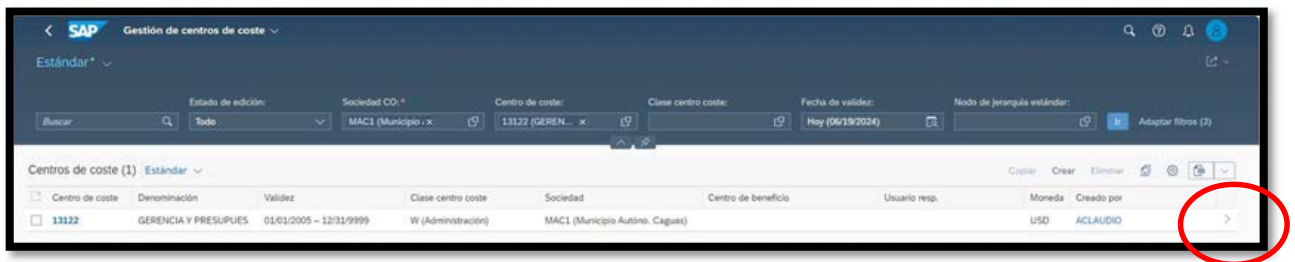 SAP Gestión de centros de coste
Estándar*
Estado de edición: Sociedad CO:* Centro de coste: Clase centro coste: Fecha de validez: Nodo de jerarquía estándar:
Buscar Todo MAC1 (Municipio A 13122 (GEREN... Hoy (06/19/2024) Ir Adaptar filtros (3)
Centros de coste (1) Estándar Copiar Crear Eliminar
Centro de coste Denominación Validez Clase centro coste Sociedad Centro de beneficio Usuario resp. Moneda Creado por
13122 GERENCIA Y PRESUPUES 01/01/2005 – 12/31/9999 W (Administración) MAC1 (Municipio Autóno. Caguas) USD ACLAUDIO